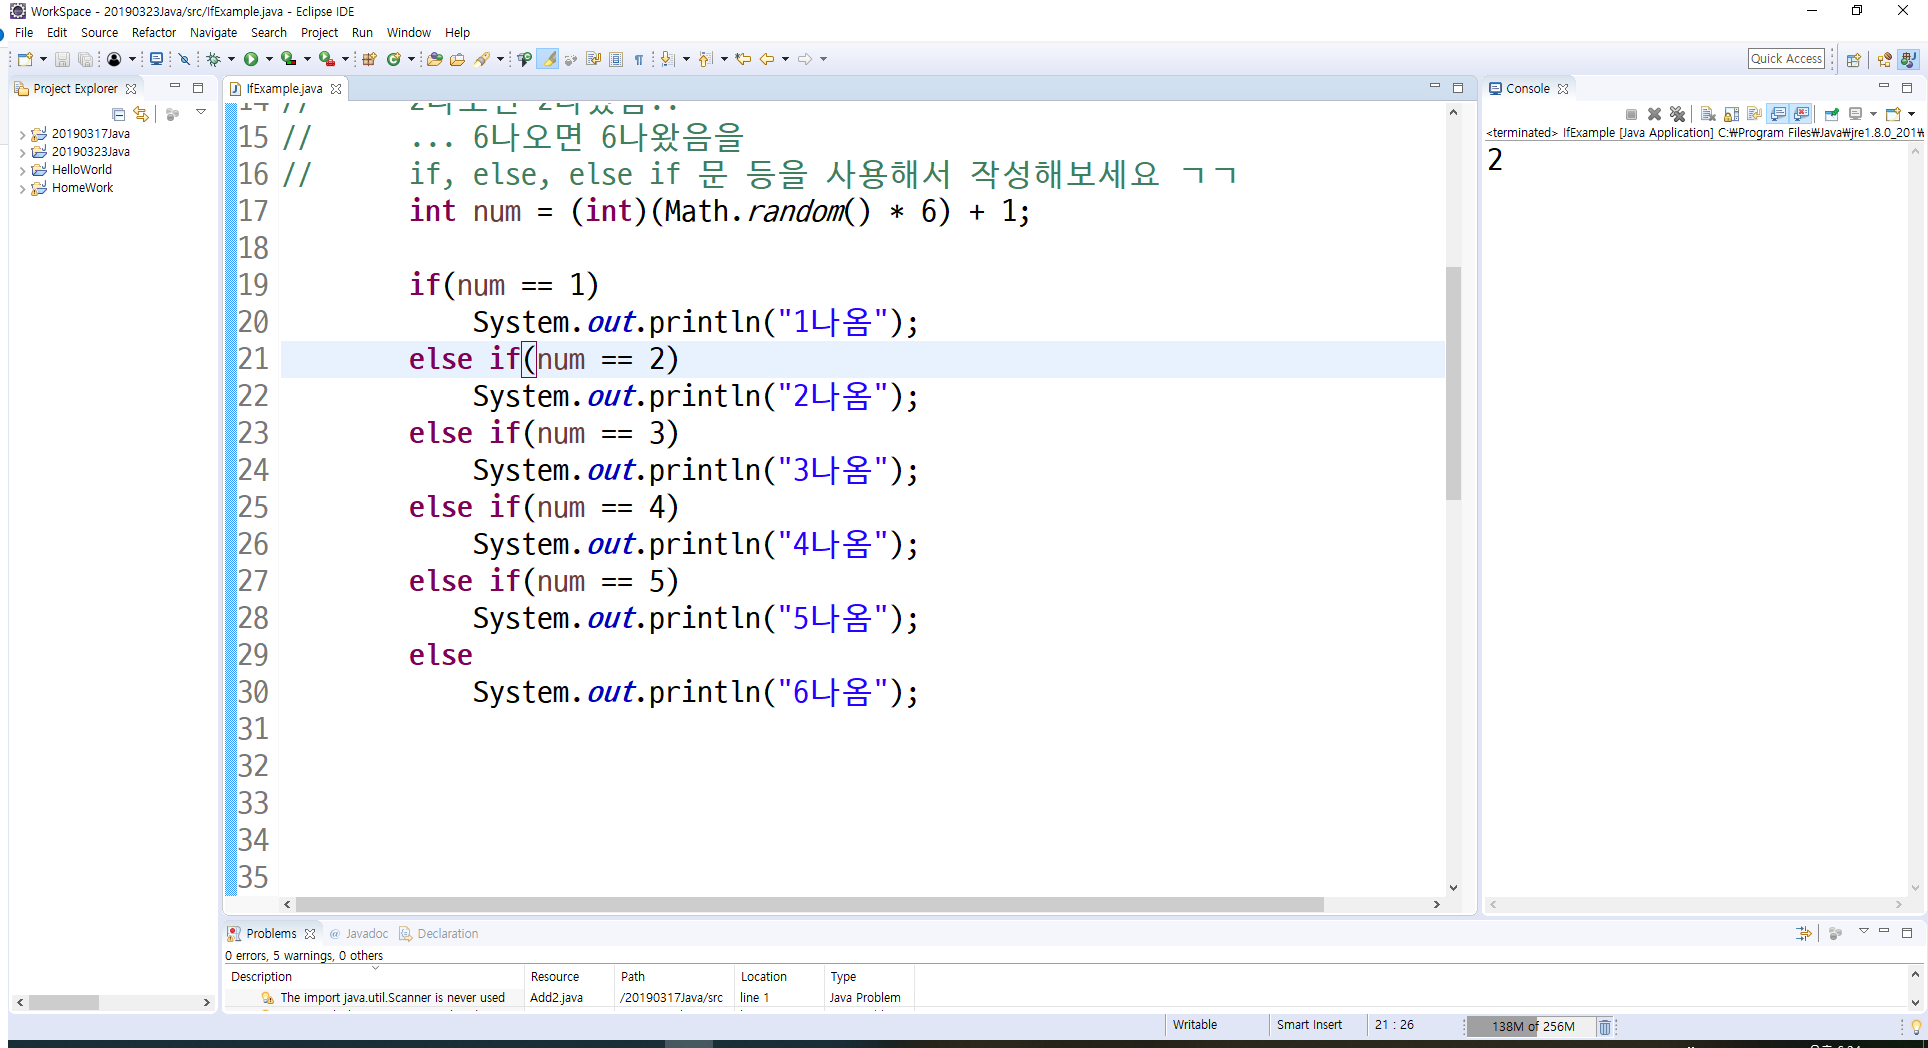 WorkSpace - 20190323Java/src/IfExample.java - Eclipse IDE
File Edit Source Refactor Navigate Search Project Run Window Help
Quick Access
Project Explorer
20190317Java
20190323Java
HelloWorld
HomeWork
IfExample.java
14 //
15 // ... 6나오면 6나왔음을
16 // if, else, else if 문 등을 사용해서 작성해보세요 ㄱㄱ
17 int num = (int)(Math.random() * 6) + 1;
18
19 if(num == 1)
20 System.out.println("1나옴");
21 else if(num == 2)
22 System.out.println("2나옴");
23 else if(num == 3)
24 System.out.println("3나옴");
25 else if(num == 4)
26 System.out.println("4나옴");
27 else if(num == 5)
28 System.out.println("5나옴");
29 else
30 System.out.println("6나옴");
31
32
33
34
35
Console
<terminated> IfExample [Java Application] C:₩Program Files₩Java₩jre1.8.0_201₩
2
Problems Javadoc Declaration
0 errors, 5 warnings, 0 others
Description Resource Path Location Type
The import java.util.Scanner is never used Add2.java /20190317Java/src line 1 Java Problem
Writable Smart Insert 21 : 26 138M of 256M